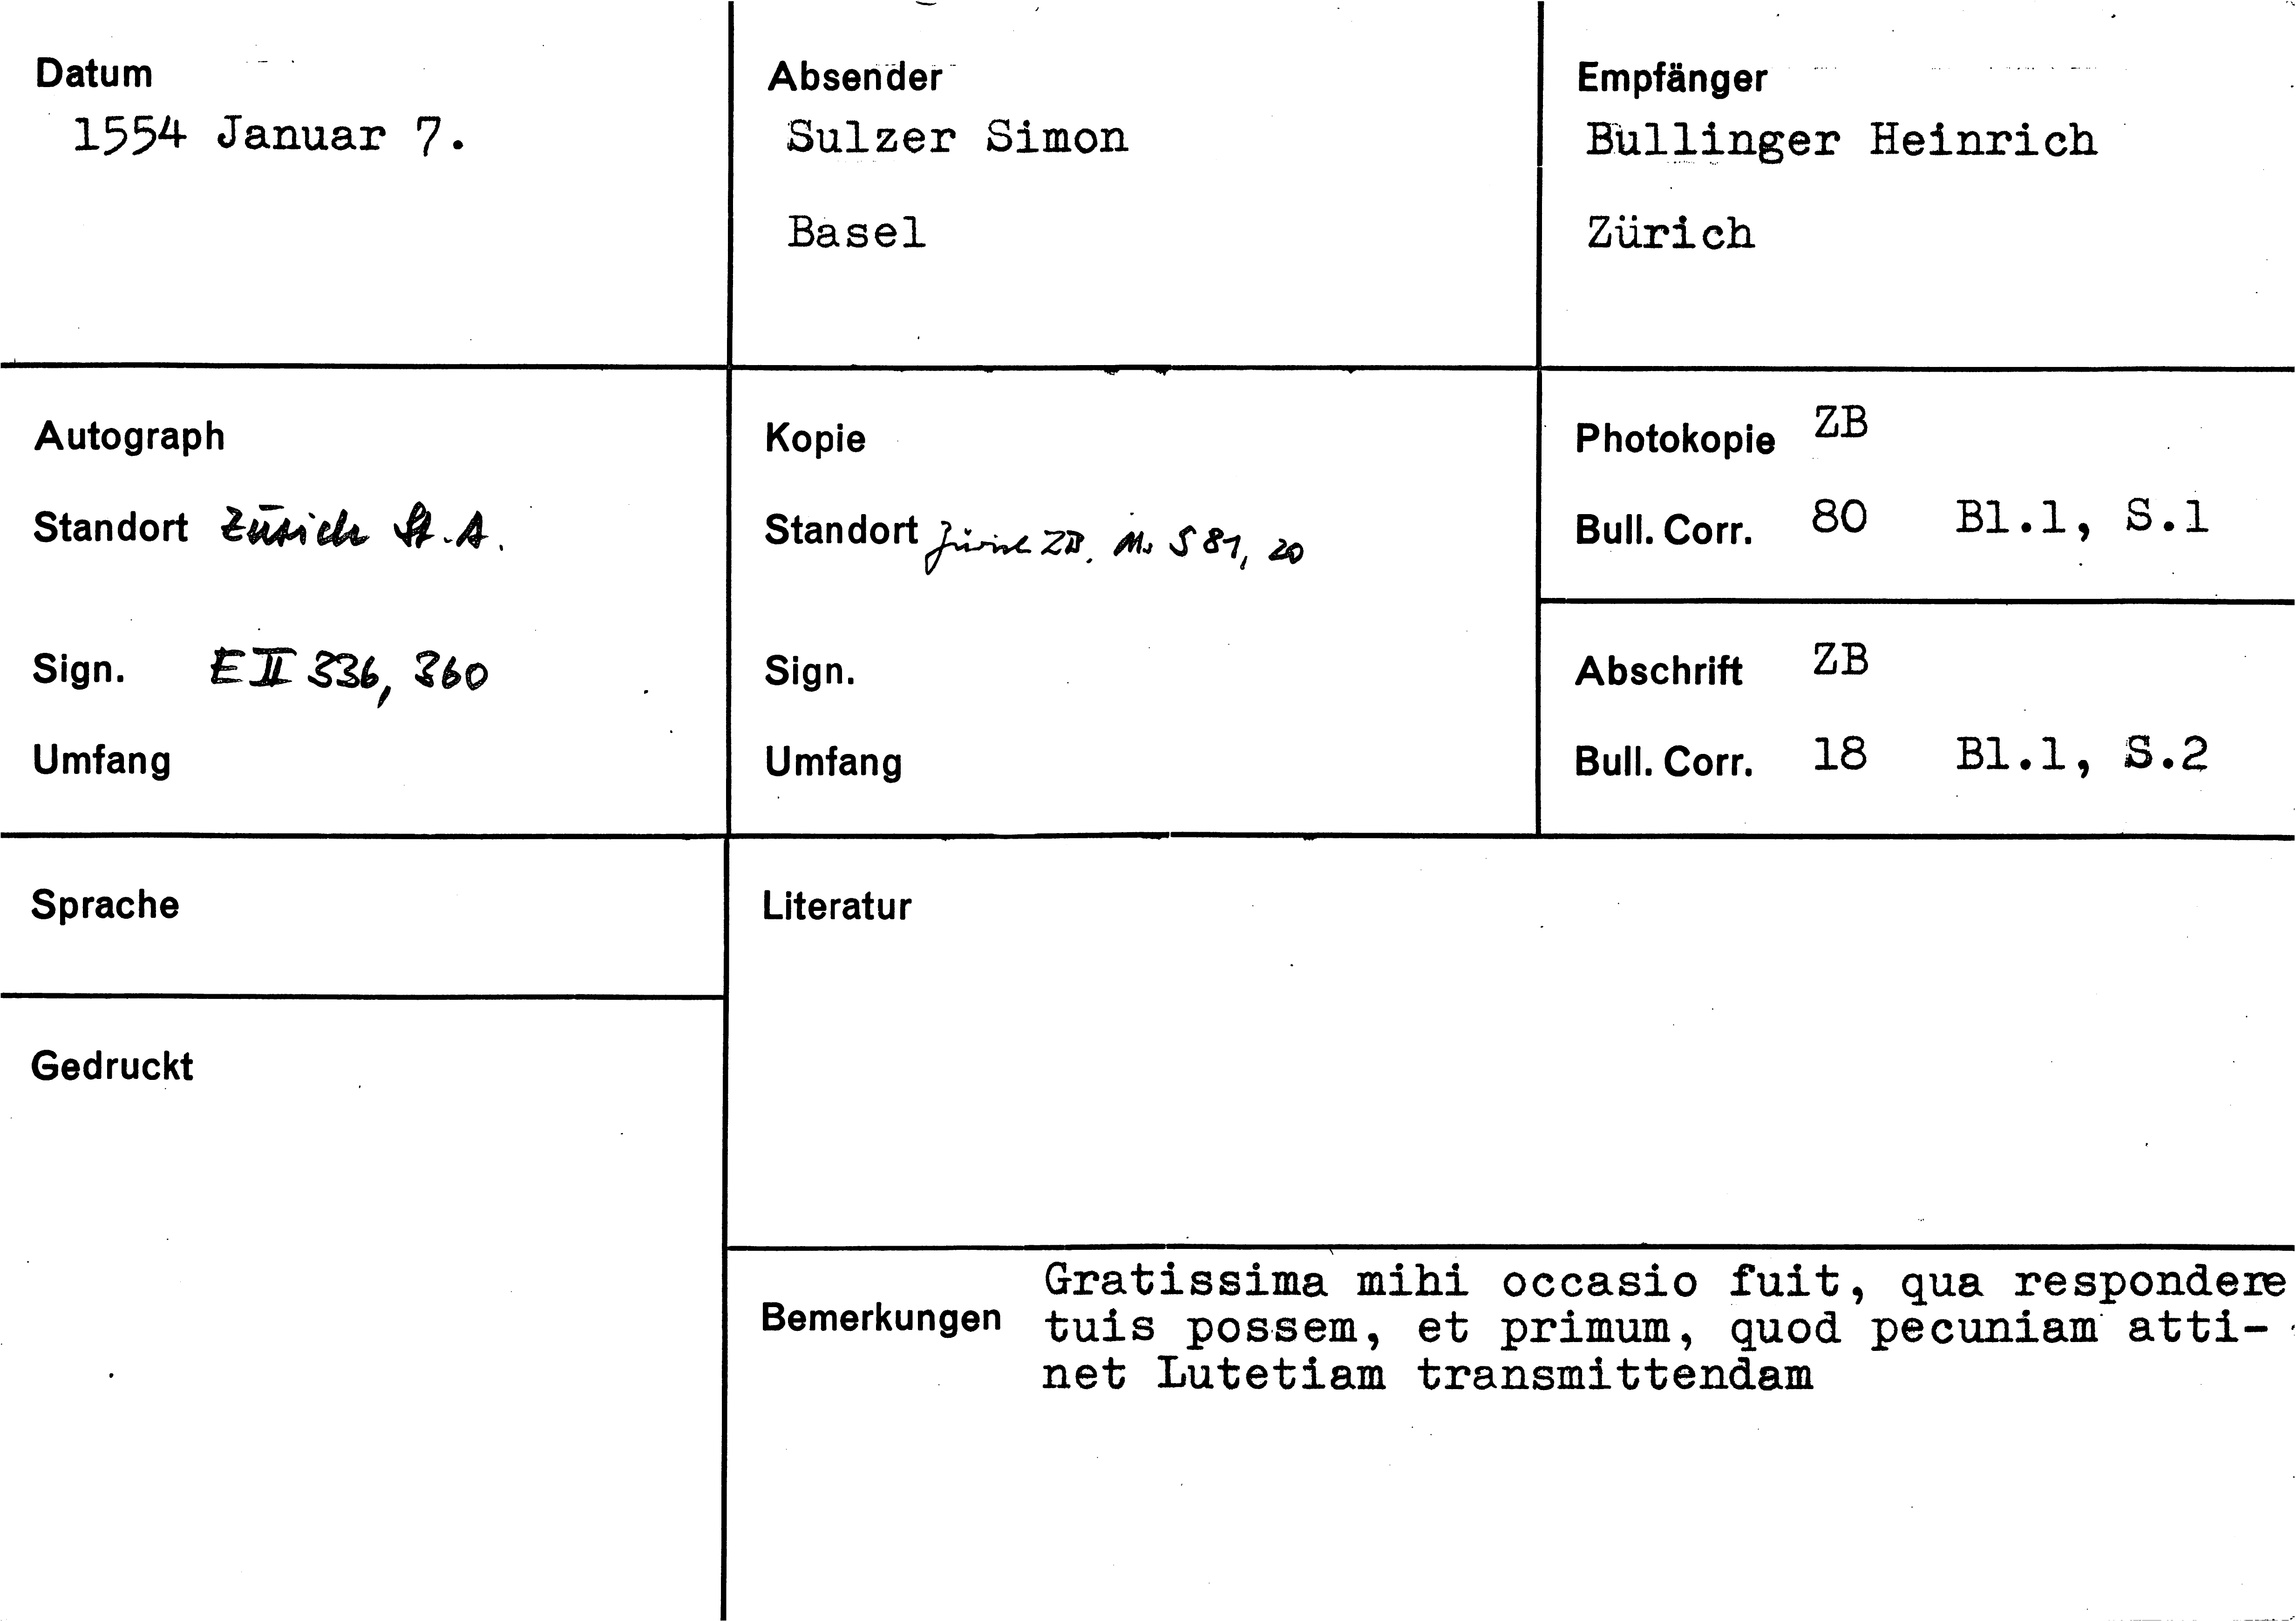 Datum
1554 Januar 7.
Absender
Sulzer Simon
Basel
Empfänger
Bullinger Heinrich
Zürich
Autograph
Standort Zürich St.A.
Sign. E II 336, 360
Umfang
Kopie
Standort Zürich ZB. Ms S 81, 20
Sign.
Umfang
Photokopie ZB
Bull. Corr. 80 Bl.1, S.1
Abschrift ZB
Bull. Corr. 18 Bl.1, S.2
Sprache
Literatur
Gedruckt
Bemerkungen
Gratissima mihi occasio fuit, qua respondere
tuis possem, et primum, quod pecuniam atti-
net Lutetiam transmittendam